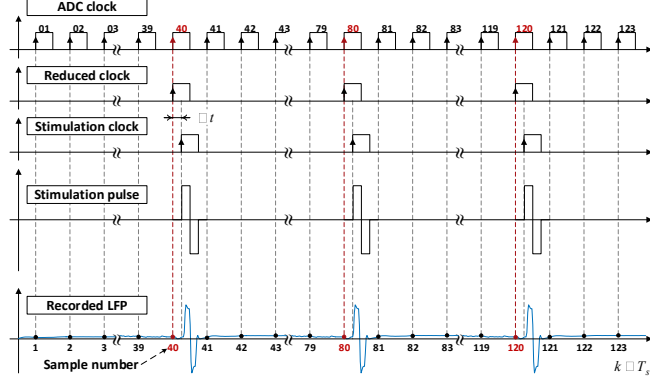 ADC clock
01 02 03 39 40 41 42 43 79 80 81 82 83 119 120 121 122 123
Reduced clock
□ t
Stimulation clock
Stimulation pulse
Recorded LFP
1 2 3 39 40 41 42 43 79 80 81 82 83 119 120 121 122 123
Sample number
k □ Ts